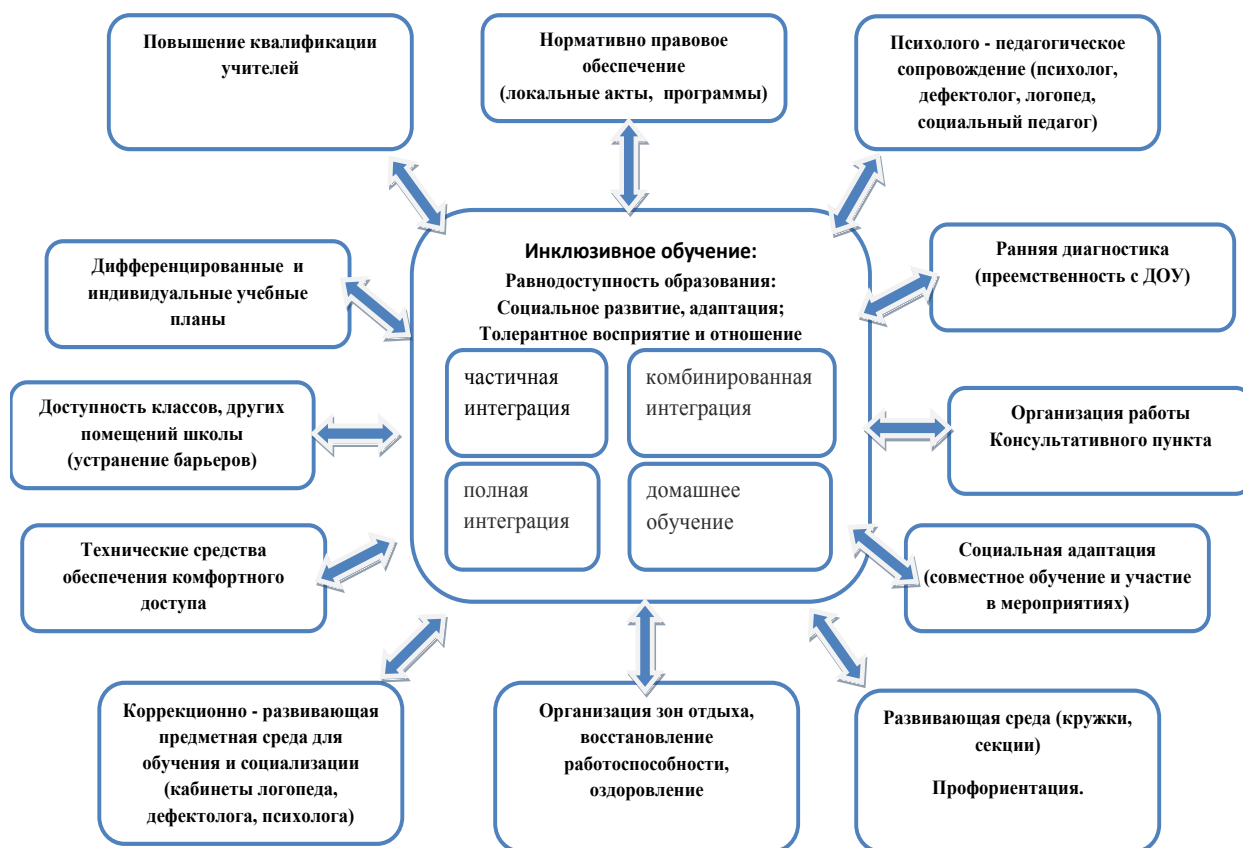 Повышение квалификации
учителей
Нормативно правовое
обеспечение
(локальные акты, программы)
Психолого - педагогическое
сопровождение (психолог,
дефектолог, логопед,
социальный педагог)
Дифференцированные и
индивидуальные учебные
планы
Инклюзивное обучение:
Равнодоступность образования:
Социальное развитие, адаптация;
Толерантное восприятие и отношение
частичная
интеграция
комбинированная
интеграция
полная
интеграция
домашнее
обучение
Ранняя диагностика
(преемственность с ДОУ)
Доступность классов, других
помещений школы
(устранение барьеров)
Организация работы
Консультативного пункта
Технические средства
обеспечения комфортного
доступа
Социальная адаптация
(совместное обучение и участие
в мероприятиях)
Коррекционно - развивающая
предметная среда для
обучения и социализации
(кабинеты логопеда,
дефектолога, психолога)
Организация зон отдыха,
восстановление
работоспособности,
оздоровление
Развивающая среда (кружки,
секции)
Профориентация.